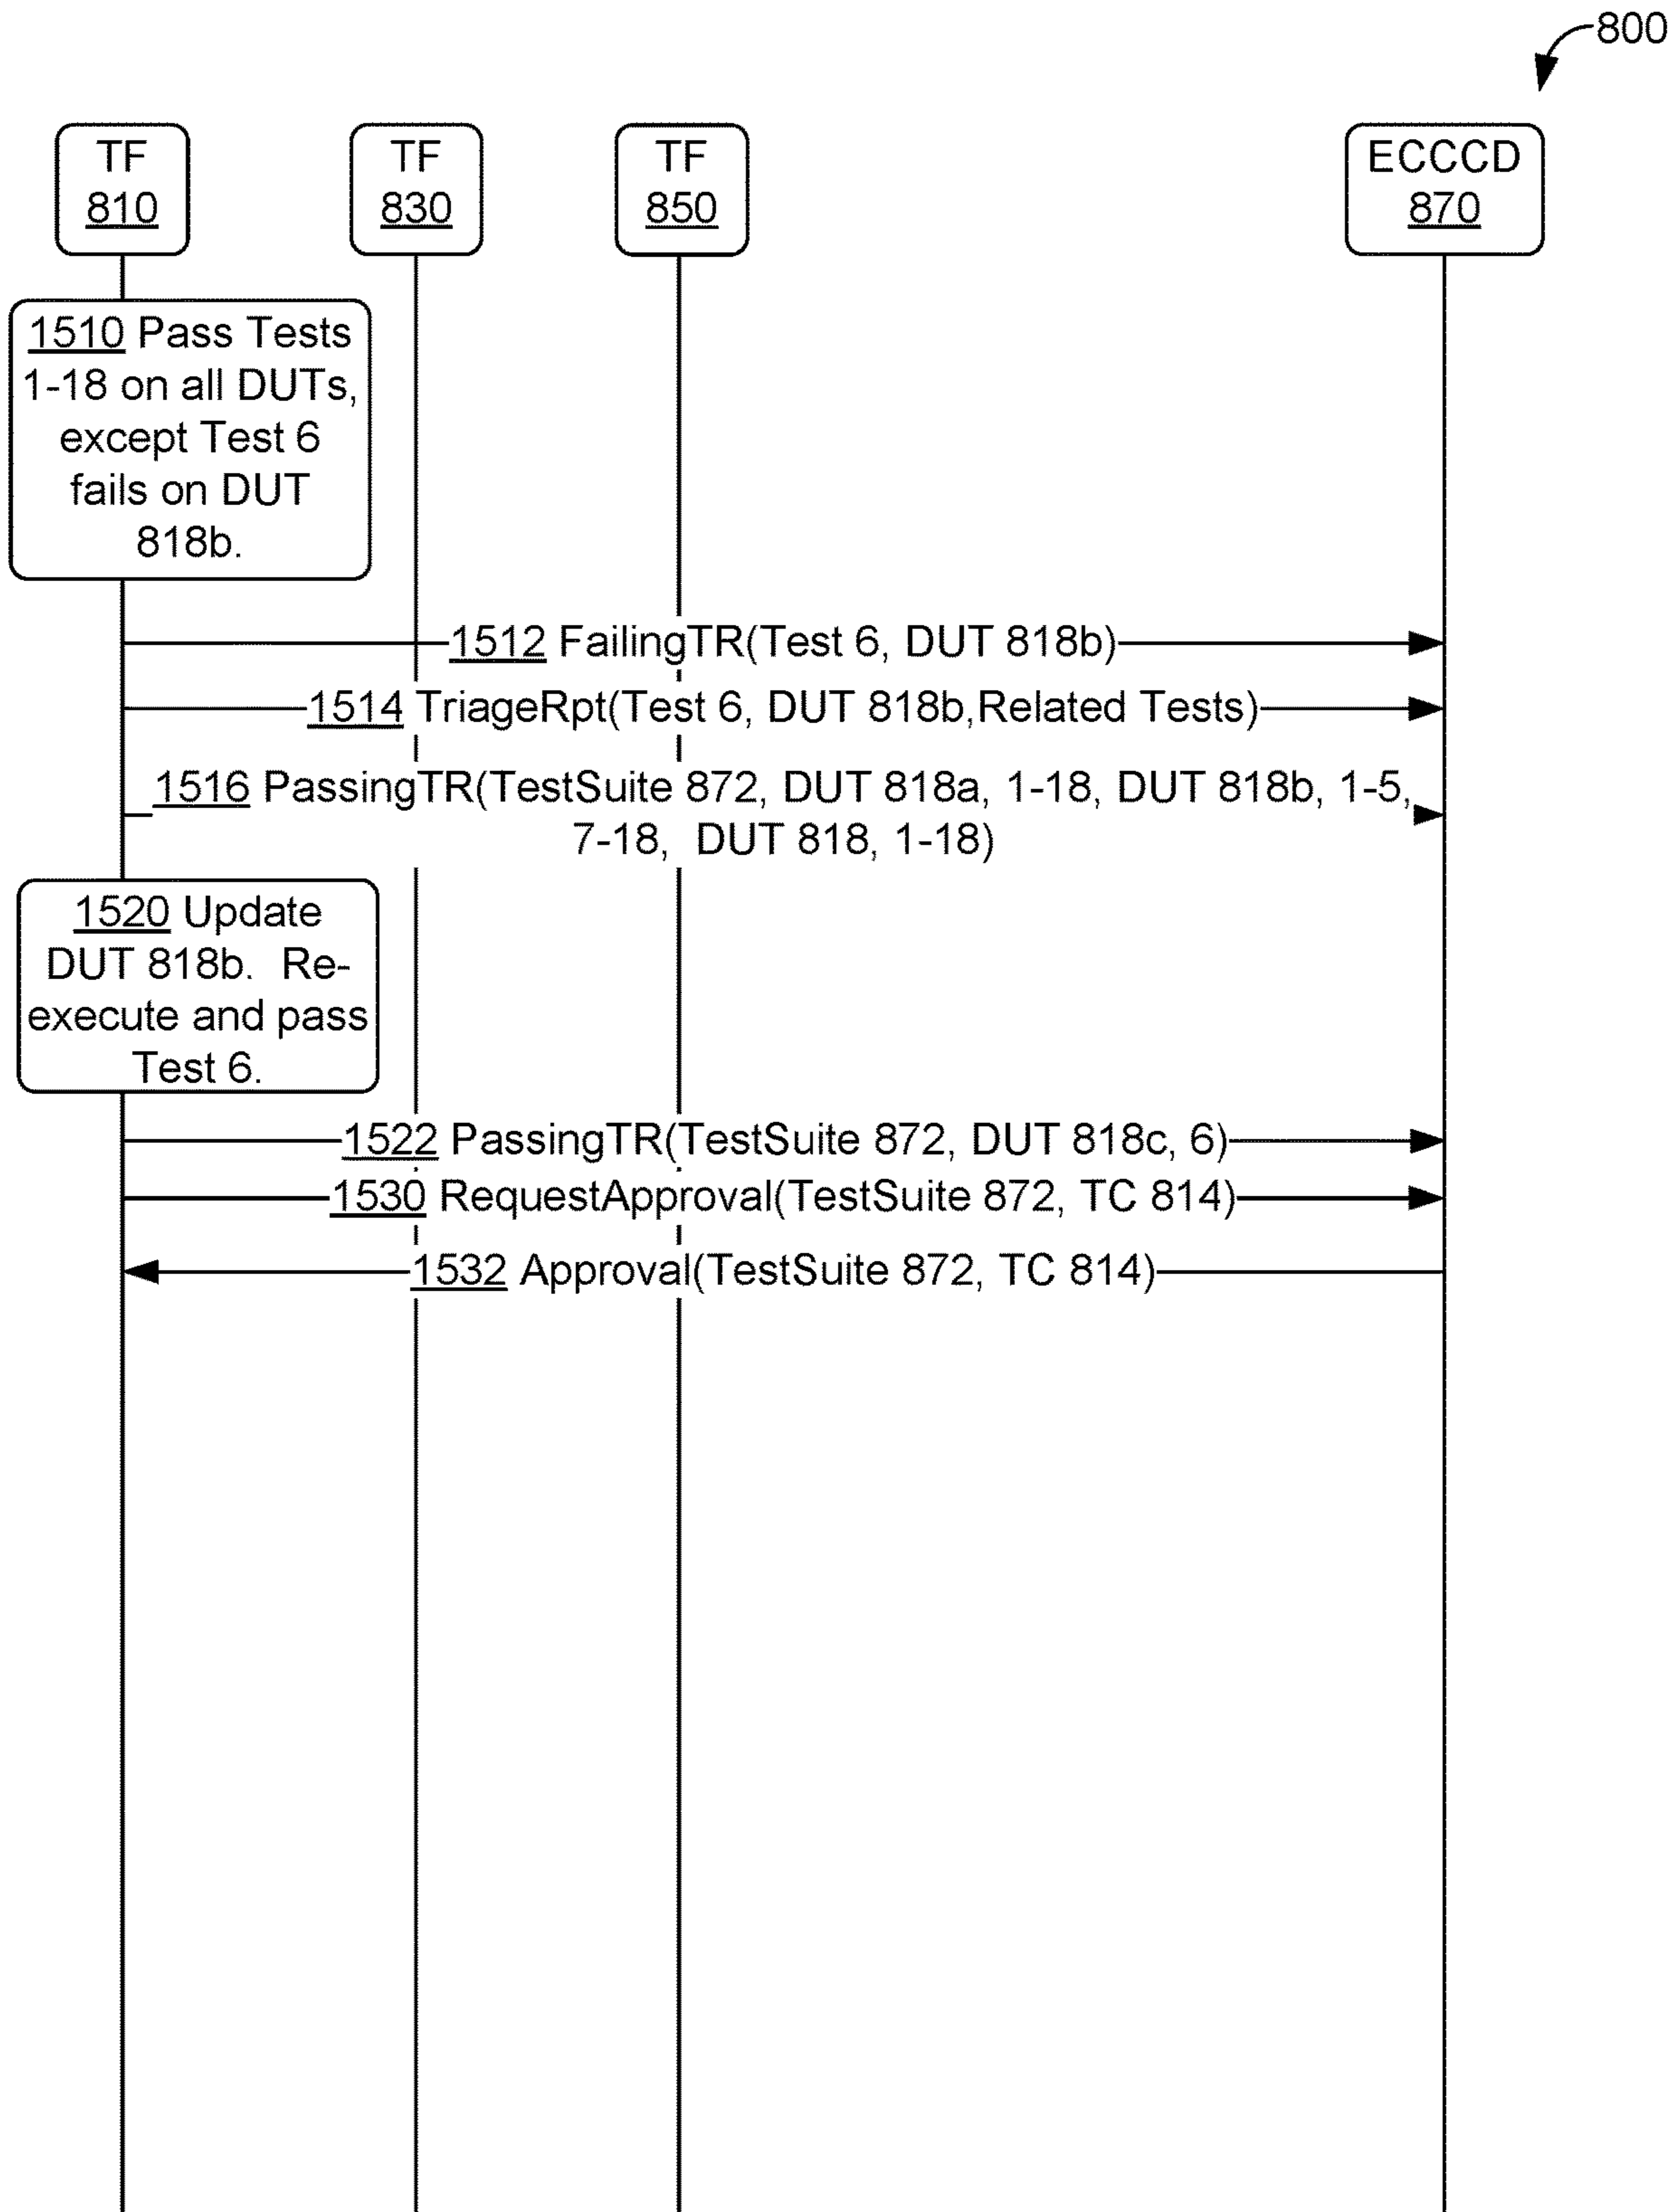 800
TF
810
TF
830
TF
850
ECCCD
870
1510 Pass Tests
1-18 on all DUTs,
except Test 6
fails on DUT
818b.
1512 FailingTR(Test 6, DUT 818b)
1514 TriageRpt(Test 6, DUT 818b,Related Tests)
1516 PassingTR(TestSuite 872, DUT 818a, 1-18, DUT 818b, 1-5,
7-18, DUT 818, 1-18)
1520 Update
DUT 818b. Re-
execute and pass
Test 6.
1522 PassingTR(TestSuite 872, DUT 818c, 6)
1530 RequestApproval(TestSuite 872, TC 814)
1532 Approval(TestSuite 872, TC 814)